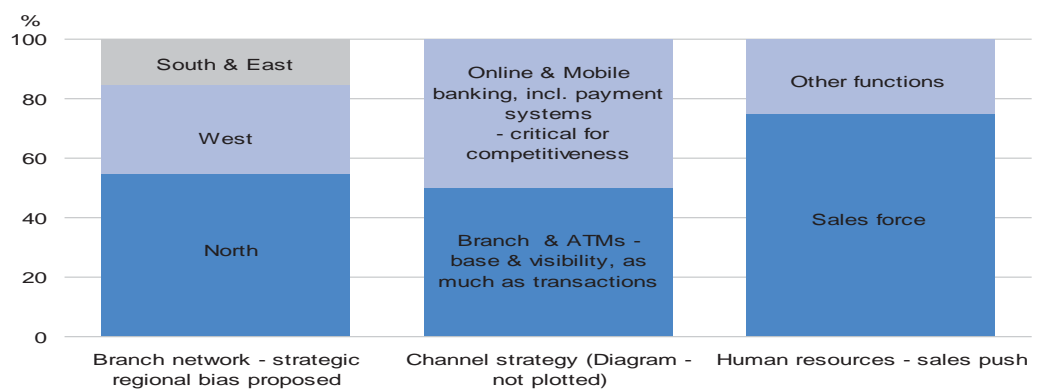 %
100
80
60
40
20
0
South & East
West
North
Online & Mobile
banking, incl. payment
systems
- critical for
competitiveness
Branch & ATMs -
base & visibility, as
much as transactions
Other functions
Sales force
Branch network - strategic
regional bias proposed
Channel strategy (Diagram -
not plotted)
Human resources - sales push